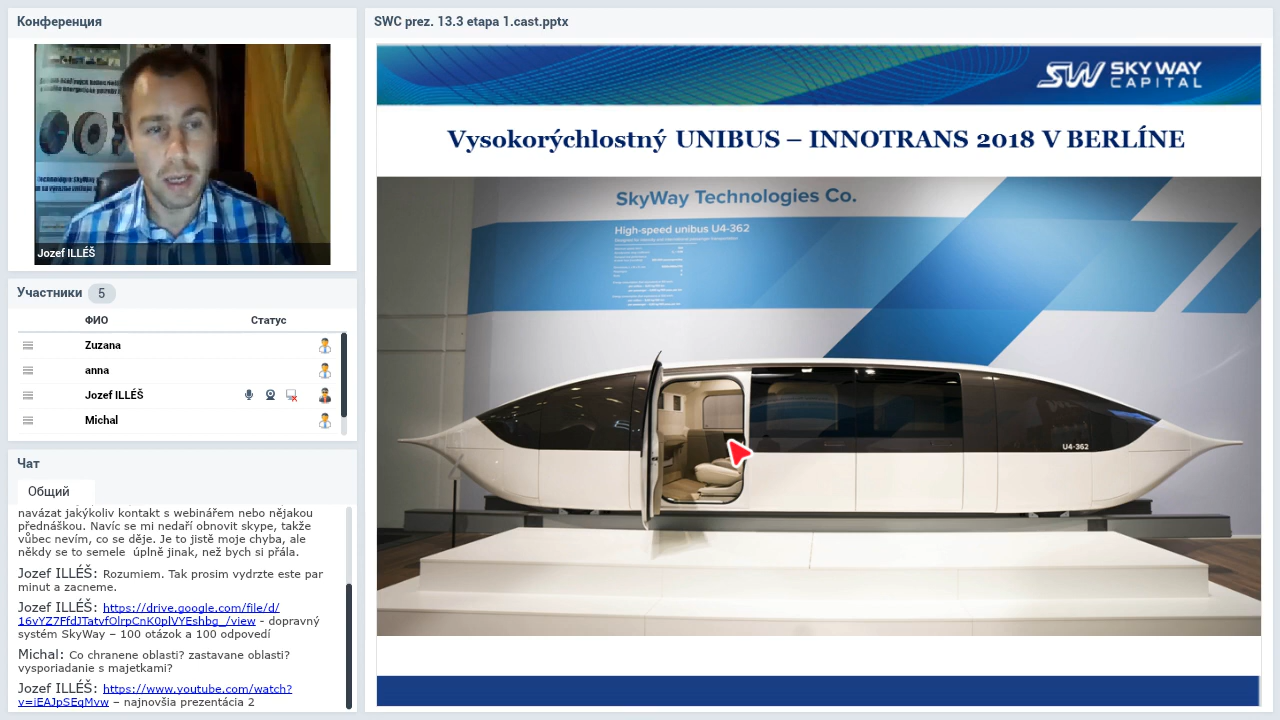 Конференция
Jozef ILLÉŠ
Участники 5
ФИО Статус
Zuzana
anna
Jozef ILLÉŠ
Michal
Чат
Общий
navázat jakýkoliv kontakt s webinářem nebo nějakou
přednáškou. Navíc se mi nedaří obnovit skype, takže
vůbec nevím, co se děje. Je to jistě moje chyba, ale
někdy se to semele úplně jinak, než bych si přála.
Jozef ILLÉŠ: Rozumiem. Tak prosim vydrzte este par
minut a zacneme.
Jozef ILLÉŠ: https://drive.google.com/file/d/
16vYZ7FfdJTatvfOlrpCnK0plVYEshbg_/view - dopravný
systém SkyWay – 100 otázok a 100 odpovedí
Michal: Co chranene oblasti? zastavane oblasti?
vysporiadanie s majetkami?
Jozef ILLÉŠ: https://www.youtube.com/watch?
v=iEAJpSEqMvw – najnovšia prezentácia 2
SWC prez. 13.3 etapa 1.cast.pptx
SW SKY WAY
CAPITAL
Vysokorýchlostný UNIBUS – INNOTRANS 2018 V BERLÍNE
SkyWay Technologies Co.
High-speed unibus U4-362
U4-362